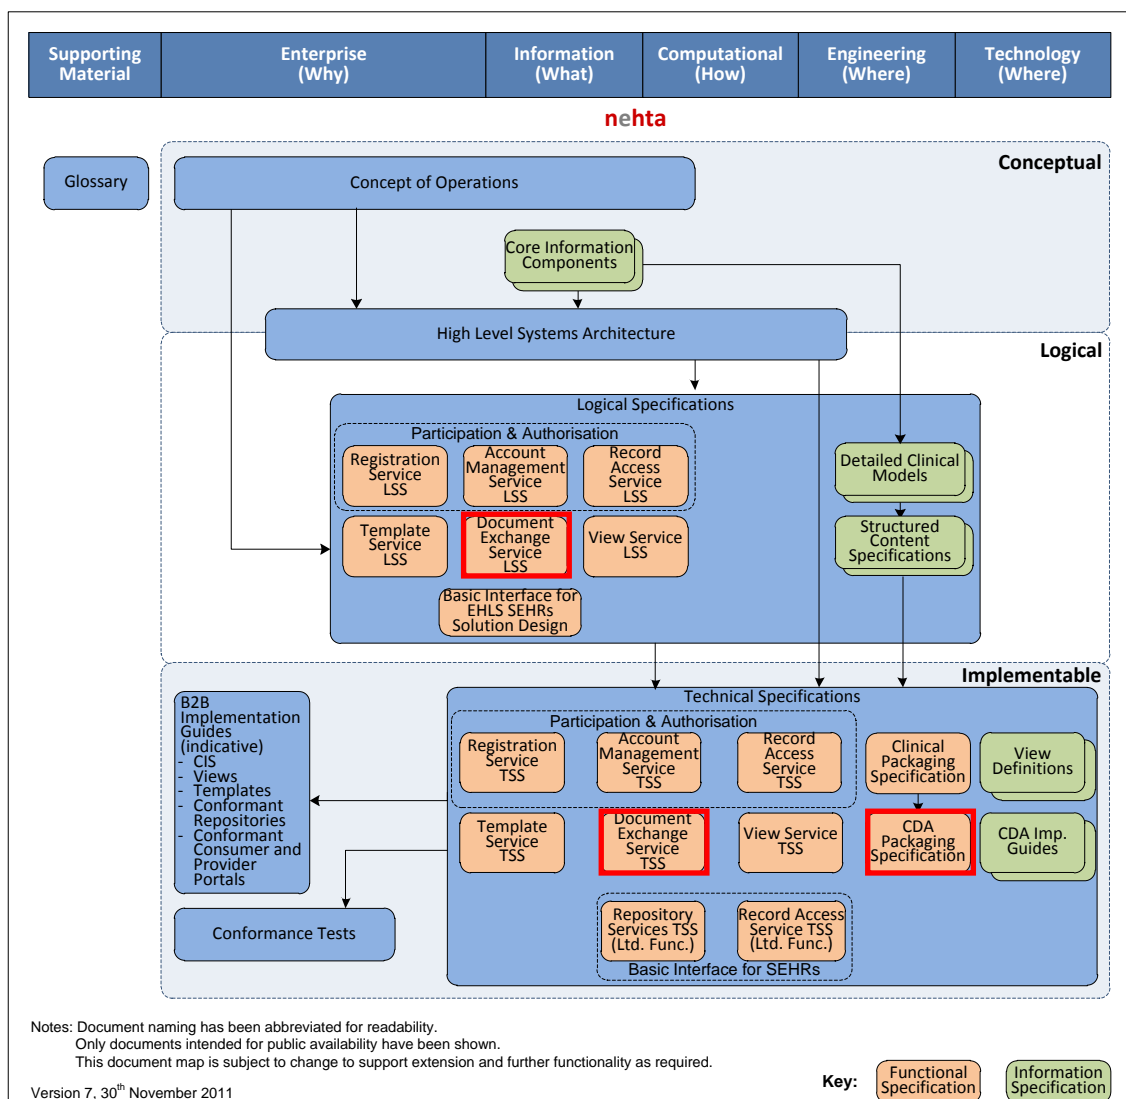 Supporting
Material
Enterprise
(Why)
Information
(What)
Computational
(How)
Engineering
(Where)
Technology
(Where)
nehta
Conceptual
Glossary
Concept of Operations
Core Information
Components
High Level Systems Architecture
Logical
Logical Specifications
Participation & Authorisation
Registration
Service
LSS
Account
Management
Service
LSS
Record
Access
Service
LSS
Detailed Clinical
Models
Template
Service
LSS
Document
Exchange
Service
LSS
View Service
LSS
Structured
Content
Specifications
Basic Interface for
EHLS SEHRs
Solution Design
Implementable
B2B
Implementation
Guides
(indicative)
- CIS
- Views
- Templates
- Conformant
Repositories
- Conformant
Consumer and
Provider
Portals
Technical Specifications
Participation & Authorisation
Registration
Service
TSS
Account
Management
Service
TSS
Record
Access
Service
TSS
Clinical
Packaging
Specification
View
Definitions
Template
Service
TSS
Document
Exchange
Service
TSS
View Service
TSS
CDA
Packaging
Specification
CDA Imp.
Guides
Conformance Tests
Repository
Services TSS
(Ltd. Func.)
Record Access
Service TSS
(Ltd. Func.)
Basic Interface for SEHRs
Notes: Document naming has been abbreviated for readability.
Only documents intended for public availability have been shown.
This document map is subject to change to support extension and further functionality as required.
Version 7, 30th November 2011
Key:
Functional
Specification
Information
Specification